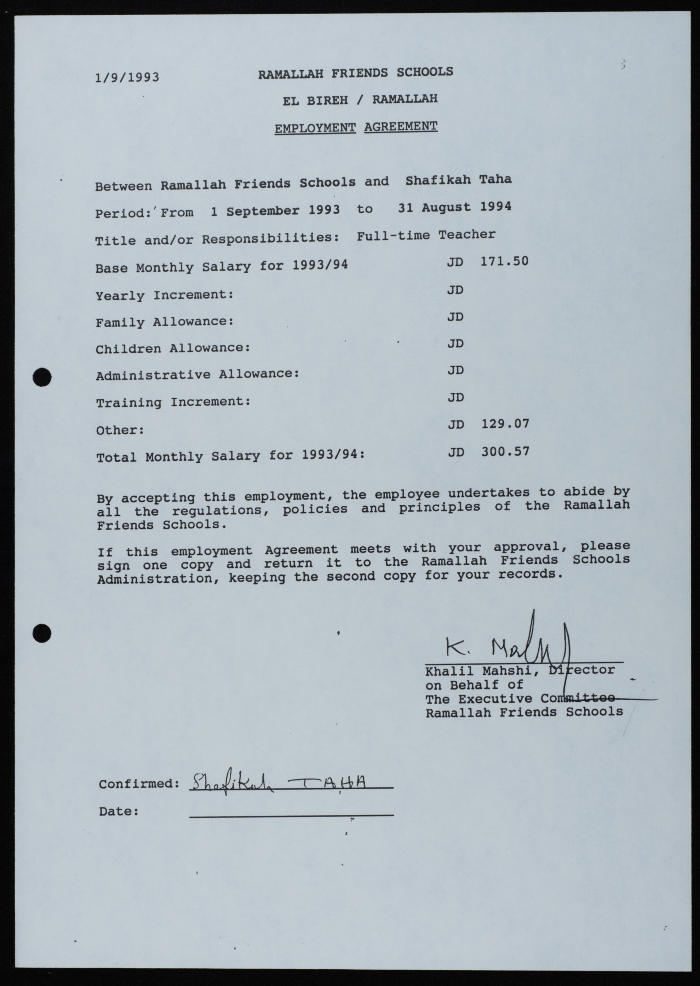 3
1/9/1993 RAMALLAH FRIENDS SCHOOLS
EL BIREH / RAMALLAH
EMPLOYMENT AGREEMENT
Between Ramallah Friends Schools and Shafikah Taha
Period: From 1 September 1993 to 31 August 1994
Title and/or Responsibilities: Full-time Teacher
Base Monthly Salary for 1993/94 JD 171.50
Yearly Increment: JD
Family Allowance: JD
Children Allowance: JD
Administrative Allowance: JD
Training Increment: JD
Other: JD 129.07
Total Monthly Salary for 1993/94: JD 300.57
By accepting this employment, the employee undertakes to abide by
all the regulations, policies and principles of the Ramallah
Friends Schools.
If this employment Agreement meets with your approval, please
sign one copy and return it to the Ramallah Friends Schools
Administration, keeping the second copy for your records.
K.
Khalil Mahshi, Director
on Behalf of
The Executive Committee
Ramallah Friends Schools
Confirmed: Shafikah TAHA
Date: